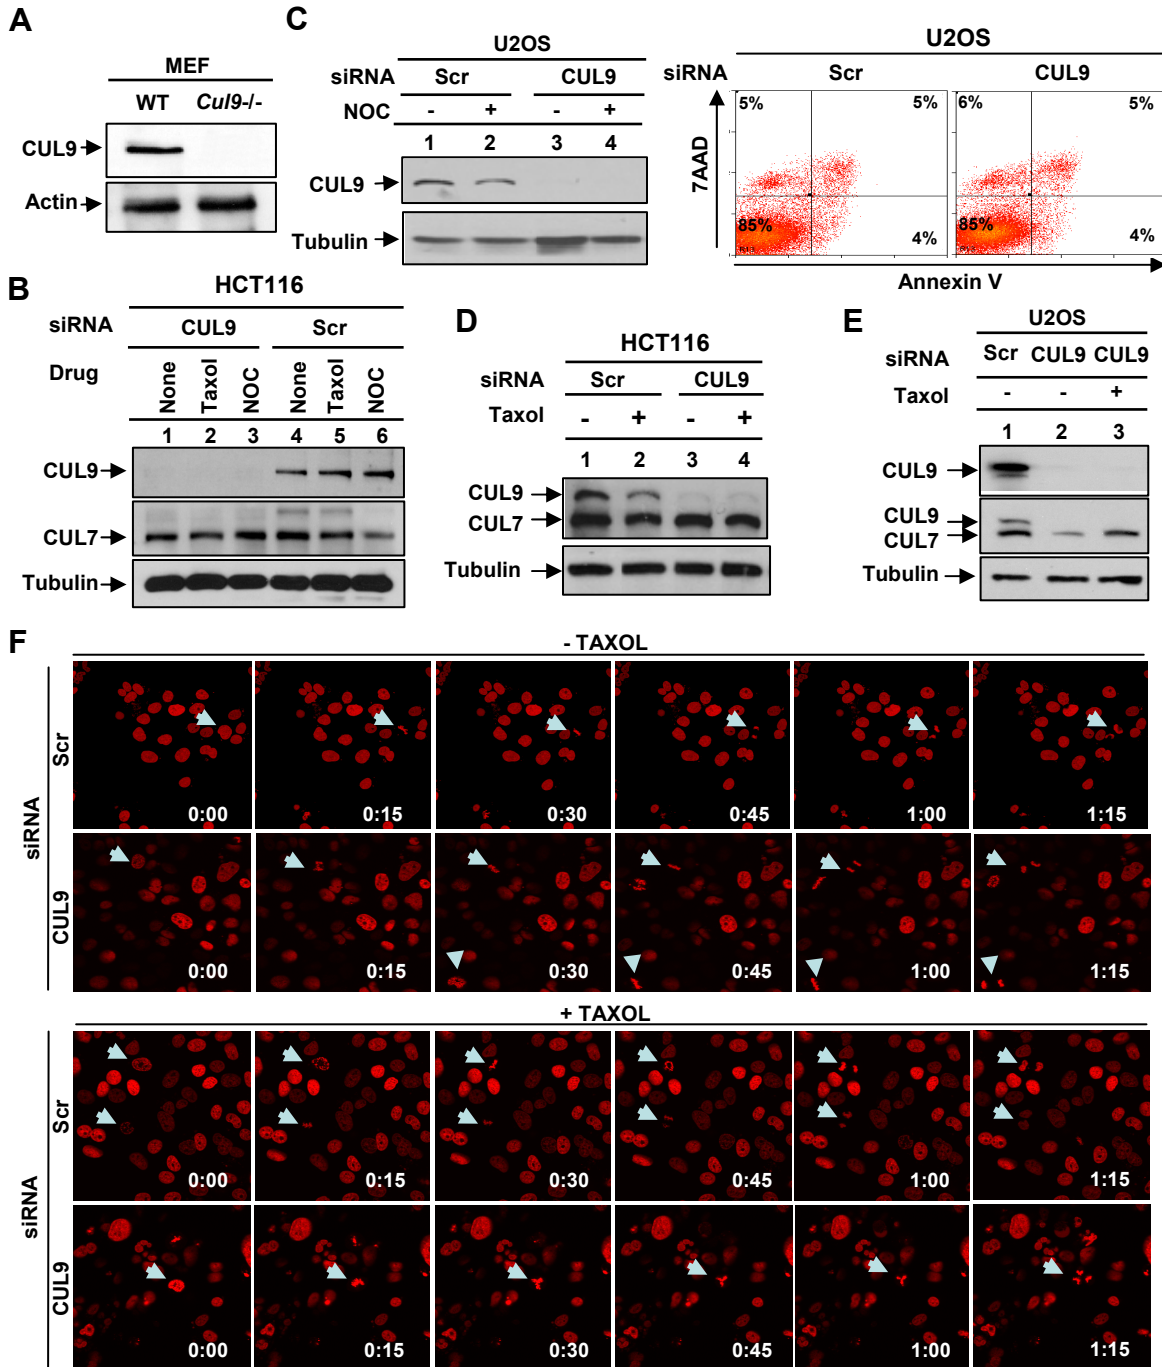 A
MEF
WT Cul9-/-
CUL9
Actin
C
U2OS
siRNA Scr CUL9
NOC - + - +
1 2 3 4
CUL9
Tubulin
U2OS
siRNA Scr CUL9
5% 5% 6% 5%
7AAD
85% 4% 85% 4%
Annexin V
B
HCT116
siRNA CUL9 Scr
Drug None Taxol NOC None Taxol NOC
1 2 3 4 5 6
CUL9
CUL7
Tubulin
D
HCT116
siRNA Scr CUL9
Taxol - + - +
1 2 3 4
CUL9
CUL7
Tubulin
E
U2OS
siRNA Scr CUL9 CUL9
Taxol - - +
1 2 3
CUL9
CUL9
CUL7
Tubulin
F
- TAXOL
siRNA
Scr
0:00 0:15 0:30 0:45 1:00 1:15
CUL9
0:00 0:15 0:30 0:45 1:00 1:15
+ TAXOL
siRNA
Scr
0:00 0:15 0:30 0:45 1:00 1:15
CUL9
0:00 0:15 0:30 0:45 1:00 1:15